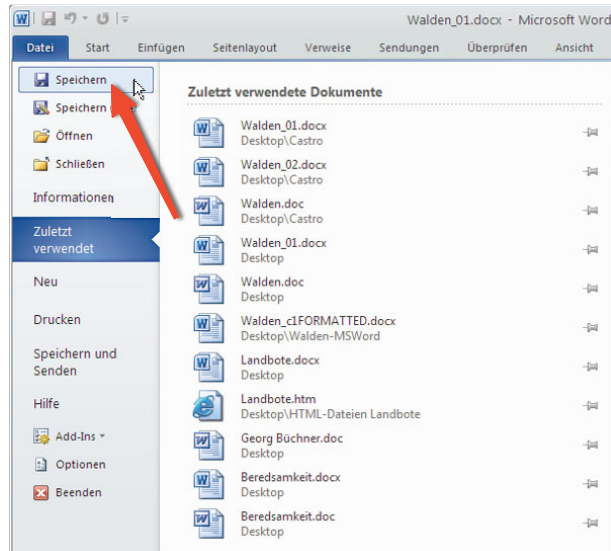 Walden_01.docx - Microsoft Word
Datei Start Einfügen Seitenlayout Verweise Sendungen Überprüfen Ansicht
Speichern
Speichern
Öffnen
Schließen
Informationen
Zuletzt
verwendet
Neu
Drucken
Speichern und
Senden
Hilfe
Add-Ins
Optionen
Beenden
Zuletzt verwendete Dokumente
Walden_01.docx
Desktop\Castro
Walden_02.docx
Desktop\Castro
Walden.doc
Desktop\Castro
Walden_01.docx
Desktop
Walden.doc
Desktop
Walden_c1FORMATTED.docx
Desktop\Walden-MSWord
Landbote.docx
Desktop
Landbote.htm
Desktop\HTML-Dateien Landbote
Georg Büchner.doc
Desktop
Beredsamkeit.docx
Desktop
Beredsamkeit.doc
Desktop